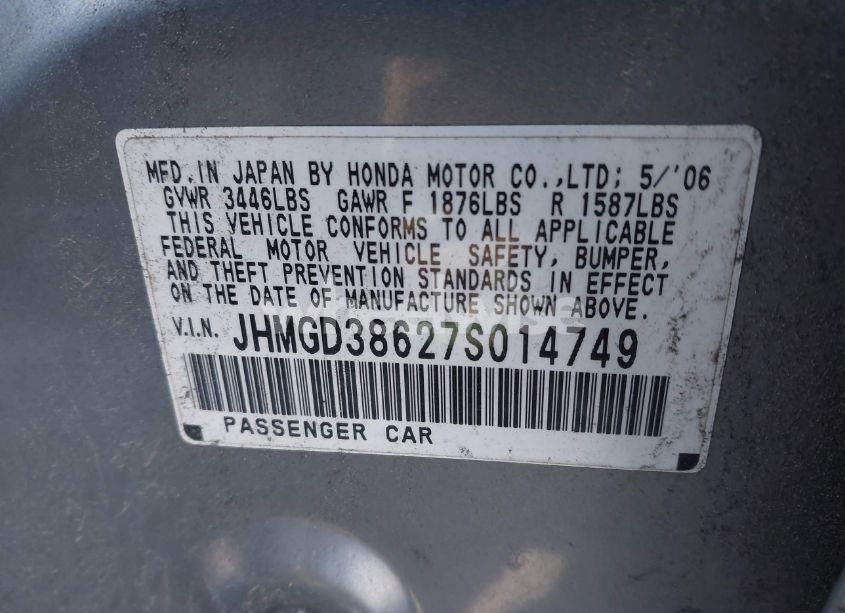 MFD. IN JAPAN BY HONDA MOTOR CO.,LTD; 5/'06
GVWR 3446LBS GAWR F 1876LBS R 1587LBS
THIS VEHICLE CONFORMS TO ALL APPLICABLE
FEDERAL MOTOR VEHICLE SAFETY, BUMPER,
AND THEFT PREVENTION STANDARDS IN EFFECT
ON THE DATE OF MANUFACTURE SHOWN ABOVE.
V.I.N. JHMGD38627S014749
PASSENGER CAR